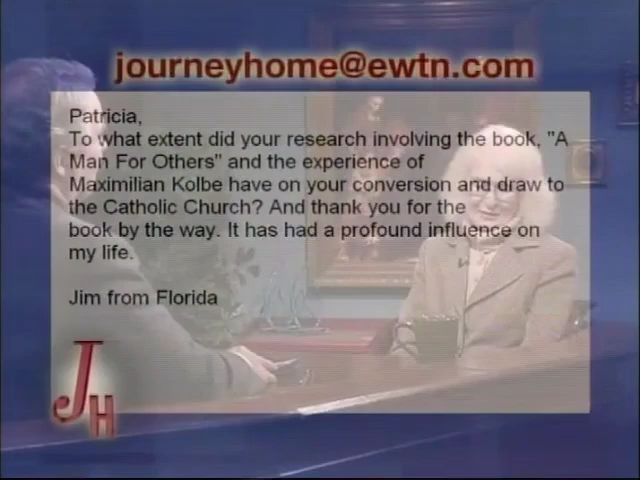 journeyhome@ewtn.com
Patricia,
To what extent did your research involving the book, "A
Man For Others" and the experience of
Maximilian Kolbe have on your conversion and draw to
the Catholic Church? And thank you for the
book by the way. It has had a profound influence on
my life.
Jim from Florida
JH